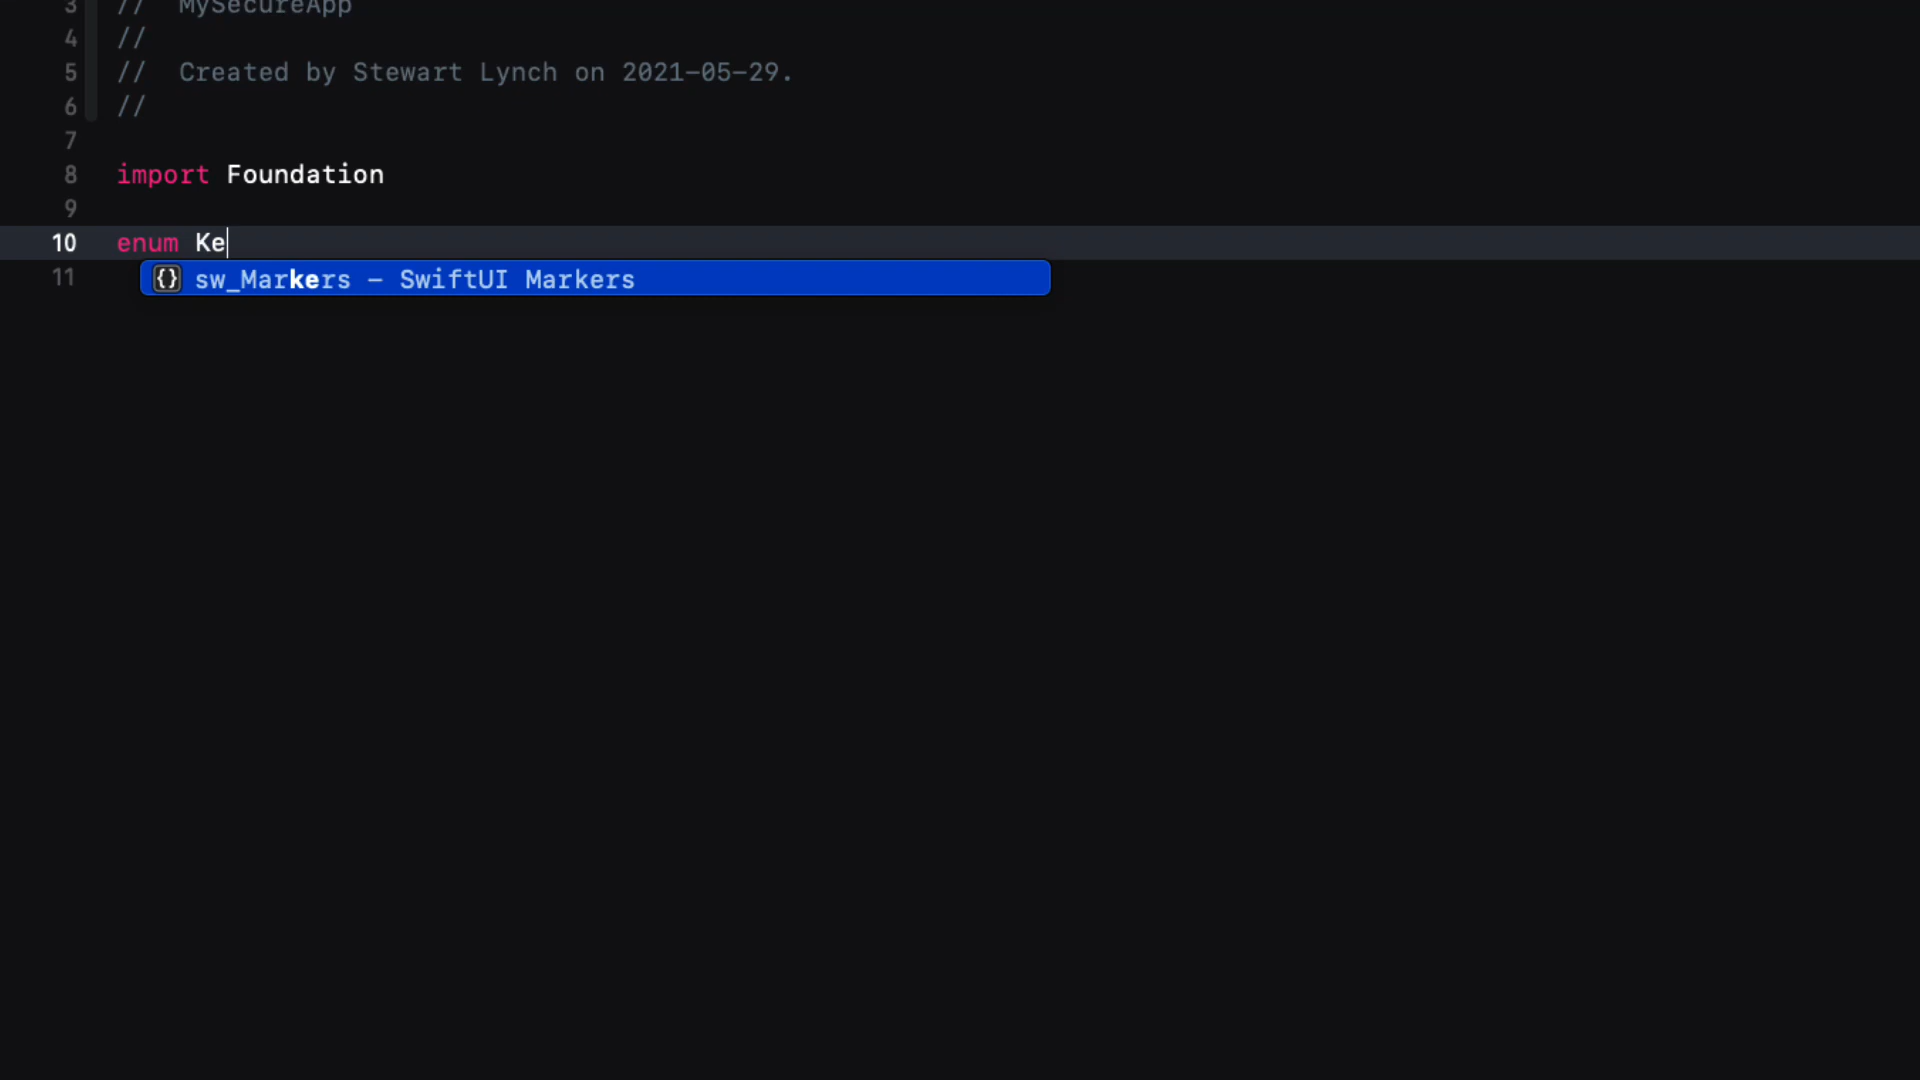 3 // MySecureApp
4 //
5 // Created by Stewart Lynch on 2021-05-29.
6 //
7
8 import Foundation
9
10 enum Ke
{} sw_Markers – SwiftUI Markers
11